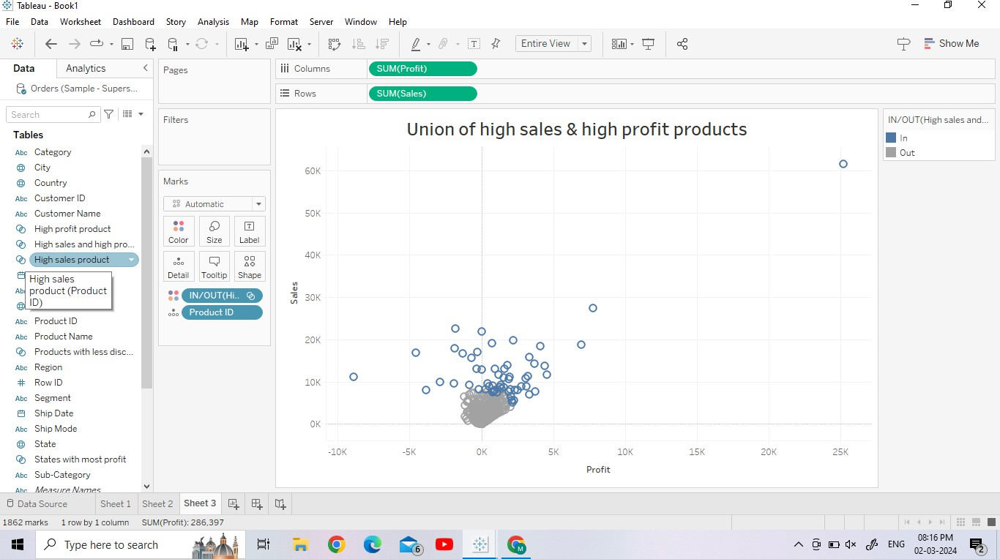 Tableau - Book1
File Data Worksheet Dashboard Story Analysis Map Format Server Window Help
Entire View
Show Me
Data Analytics
Orders (Sample - Supers...
Search
Tables
Abc Category
City
Country
Abc Customer ID
Abc Customer Name
High profit product
High sales and high pro...
High sales product
High sales
product (Product
ID)
Abc Product ID
Abc Product Name
Products with less disc...
Abc Region
# Row ID
Abc Segment
Ship Date
Abc Ship Mode
State
States with most profit
Abc Sub-Category
Abc Measure Names
Pages
Filters
Marks
Automatic
Color Size Label
Detail Tooltip Shape
IN/OUT(Hi..
Product ID
Columns SUM(Profit)
Rows SUM(Sales)
Union of high sales & high profit products
60K
50K
40K
30K
20K
10K
0K
Sales
-10K -5K 0K 5K 10K 15K 20K 25K
Profit
IN/OUT(High sales and...
In
Out
Data Source Sheet 1 Sheet 2 Sheet 3
1862 marks 1 row by 1 column SUM(Profit): 286,397
Type here to search
6
M
ENG
08:16 PM
02-03-2024
2